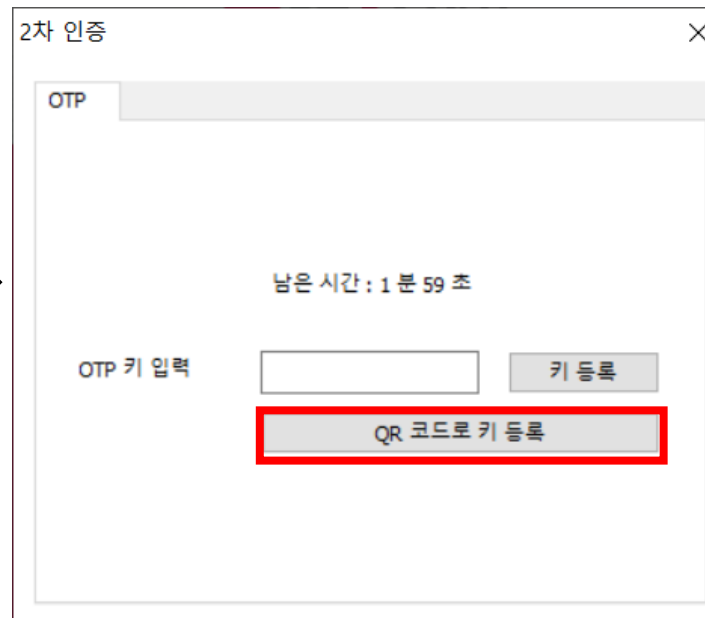 2차 인증
OTP
남은 시간 : 1 분 59 초
OTP 키 입력
키 등록
QR 코드로 키 등록